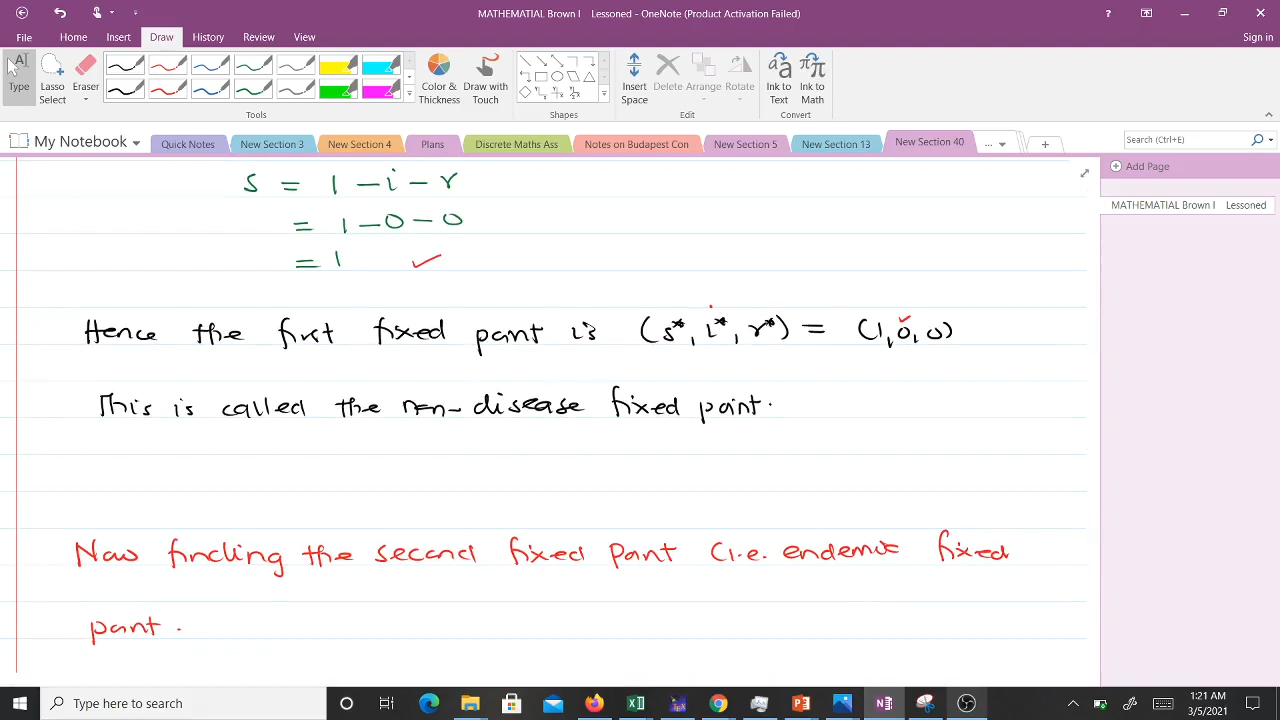 MATHEMATIAL Brown I Lessoned - OneNote (Product Activation Failed)
File Home Insert Draw History Review View
Type Lasso Select Eraser Color & Thickness Draw with Touch Insert Space Delete Arrange Rotate Ink to Text Ink to Math
Tools Shapes Edit Convert
My Notebook Quick Notes New Section 3 New Section 4 Plans Discrete Maths Ass Notes on Budapest Con New Section 5 New Section 13 New Section 40 ... Search (Ctrl+E)
Add Page
MATHEMATIAL Brown I Lessoned
s = 1 - i - r
= 1 - 0 - 0
= 1 ✓
Hence the first fixed point is (s*, i*, r*) = (1, 0, 0)
This is called the non-disease fixed point.
Now finding the second fixed point (i.e. endemic fixed
point.
Type here to search
1:21 AM
3/5/2021